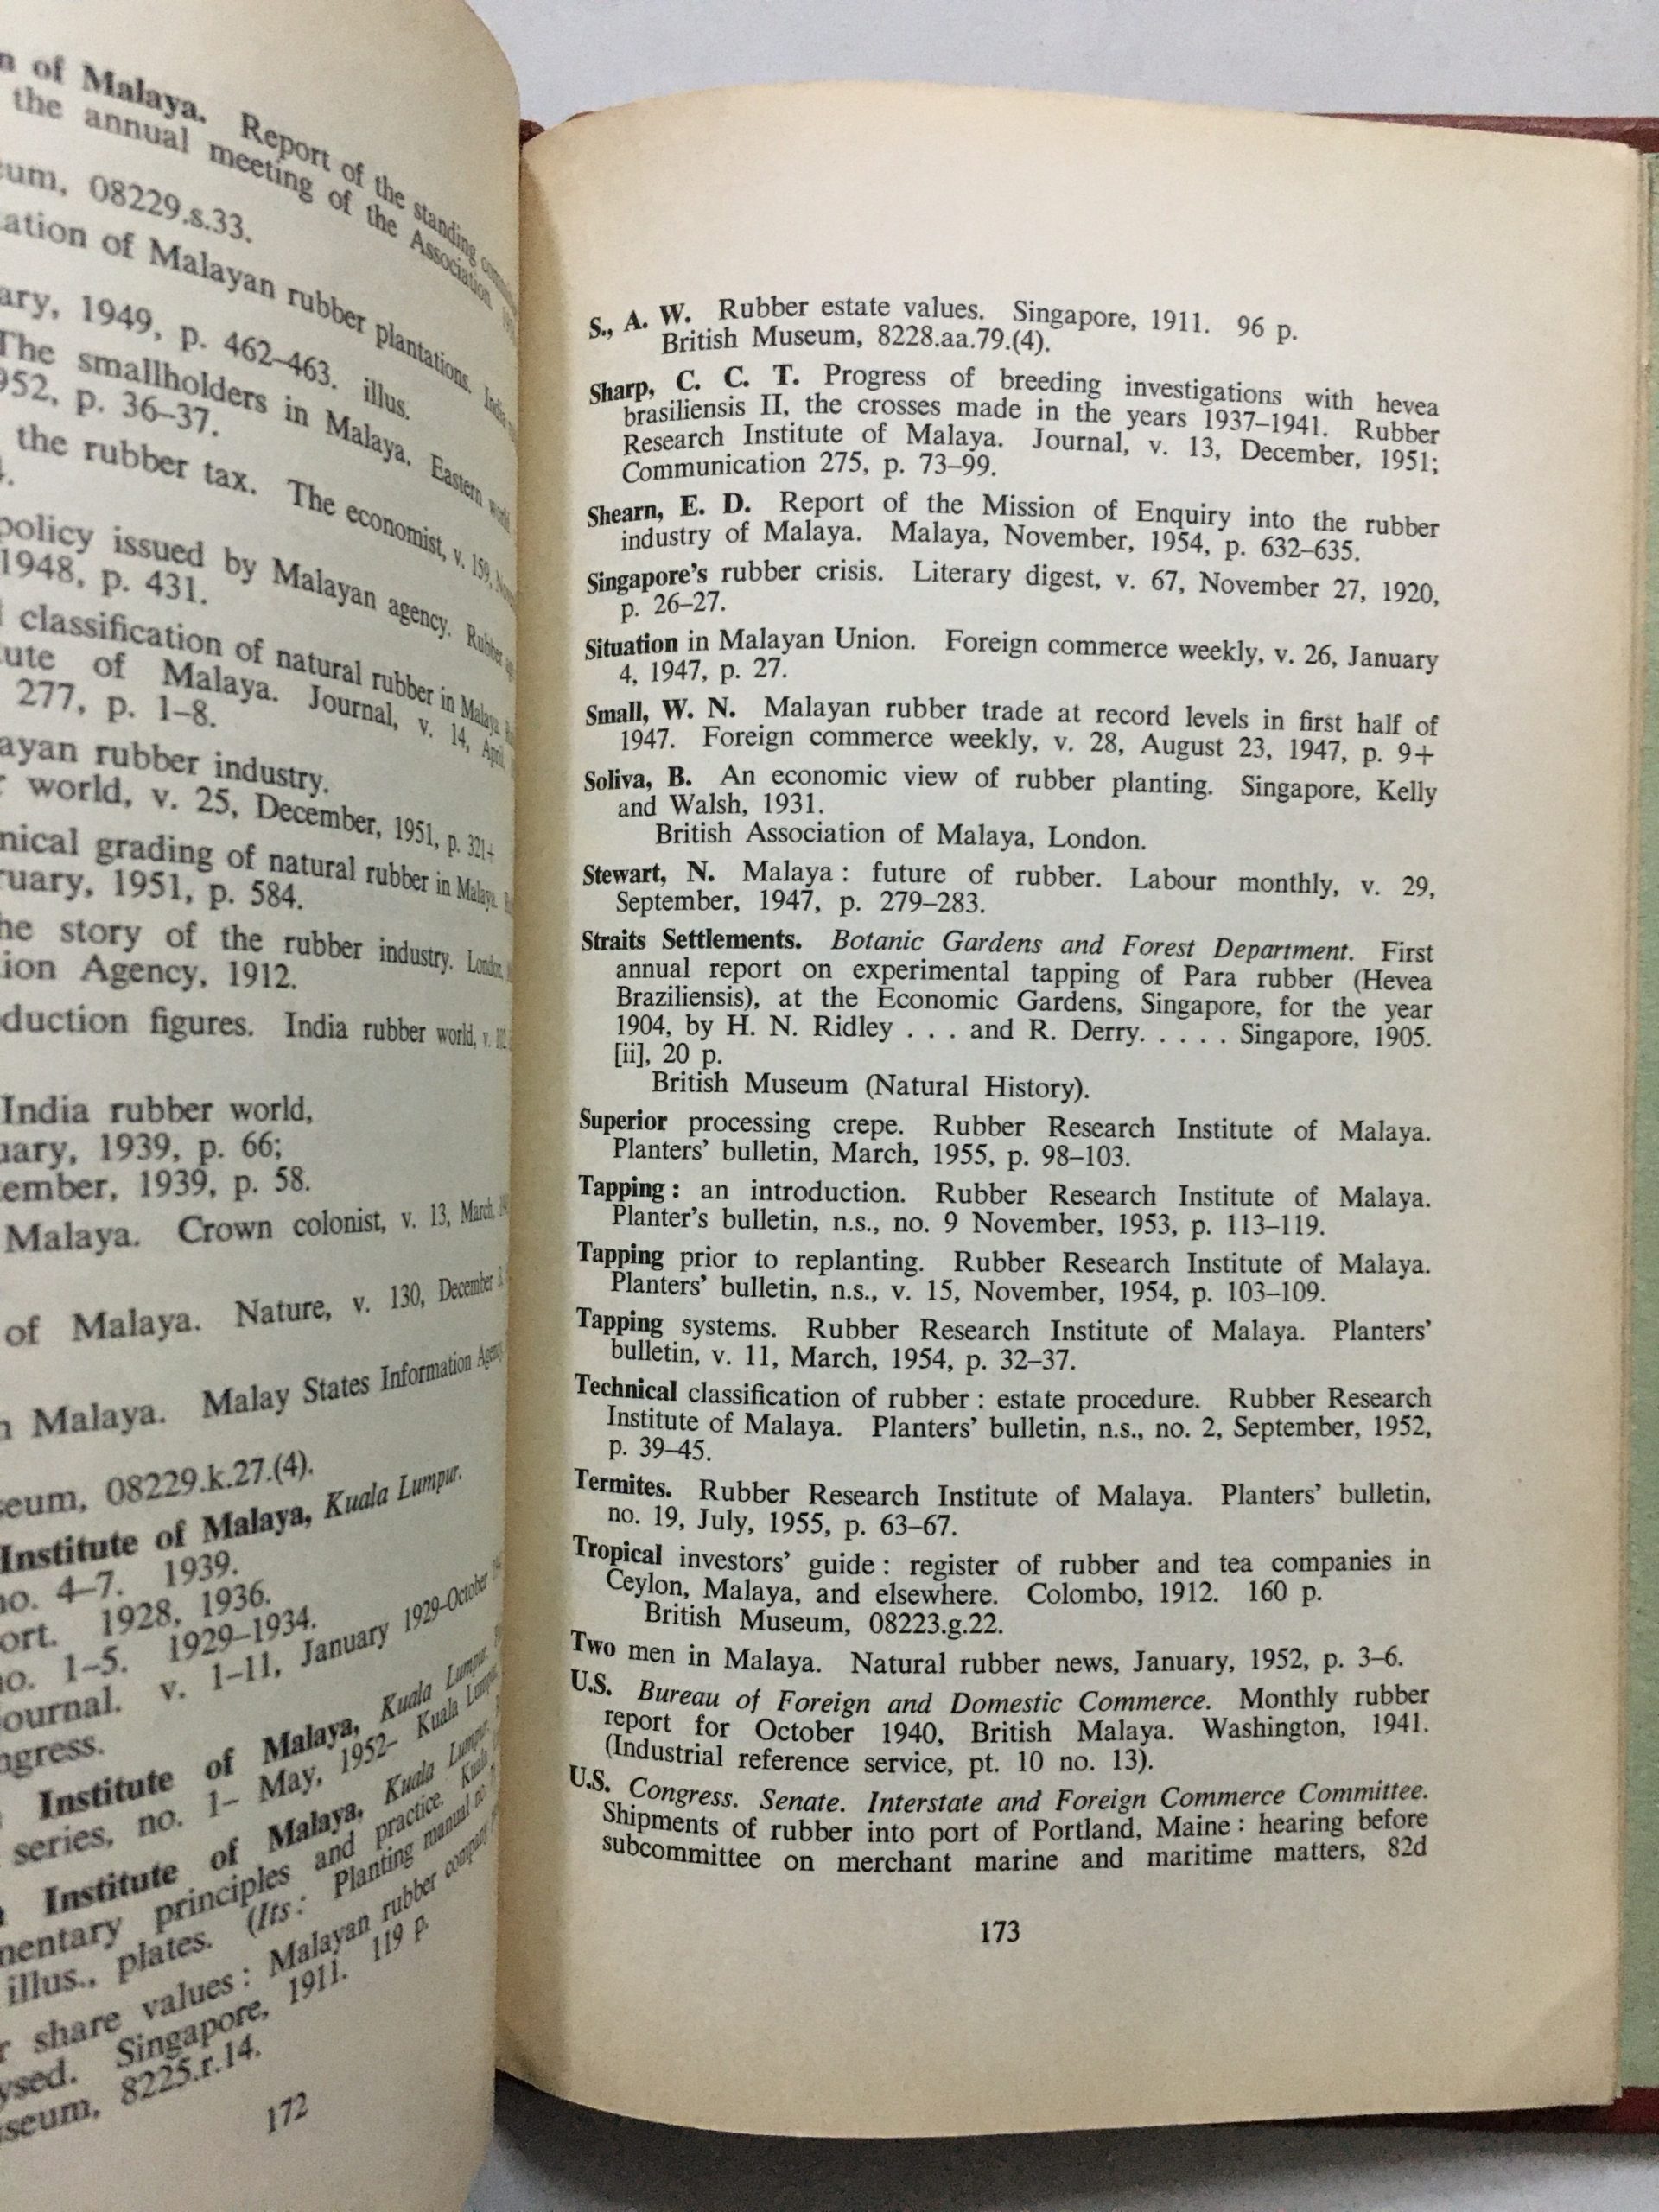 n of Malaya. Report of the standing
the annual meeting of the Association.
um, 08229.s.33.
ation of Malayan rubber plantations. India
ary, 1949, p. 462–463. illus.
The smallholders in Malaya. Eastern world,
952, p. 36–37.
the rubber tax. The economist, v. 159,
policy issued by Malayan agency. Rubber
1948, p. 431.
classification of natural rubber in Malaya.
ute of Malaya. Journal, v. 14, April
277, p. 1–8.
ayan rubber industry.
world, v. 25, December, 1951, p. 321+
nical grading of natural rubber in Malaya.
ruary, 1951, p. 584.
he story of the rubber industry. London,
ion Agency, 1912.
duction figures. India rubber world, v. 102
India rubber world,
uary, 1939, p. 66;
ember, 1939, p. 58.
Malaya. Crown colonist, v. 13, March,
of Malaya. Nature, v. 130, December
n Malaya. Malay States Information Agency,
seum, 08229.k.27.(4).
Institute of Malaya, Kuala Lumpur.
no. 4–7. 1939.
ort. 1928, 1936.
no. 1–5. 1929–1934.
ournal. v. 1–11, January 1929–October
ngress.
Institute of Malaya, Kuala Lumpur.
series, no. 1– May, 1952– Kuala Lumpur,
Institute of Malaya, Kuala Lumpur.
mentary principles and practice. Kuala
illus., plates. (Its: Planting manual no.
r share values: Malayan rubber company
ysed. Singapore, 1911. 119 p.
useum, 8225.r.14.
172
S., A. W. Rubber estate values. Singapore, 1911. 96 p.
British Museum, 8228.aa.79.(4).
Sharp, C. C. T. Progress of breeding investigations with hevea
brasiliensis II, the crosses made in the years 1937–1941. Rubber
Research Institute of Malaya. Journal, v. 13, December, 1951;
Communication 275, p. 73–99.
Shearn, E. D. Report of the Mission of Enquiry into the rubber
industry of Malaya. Malaya, November, 1954, p. 632–635.
Singapore's rubber crisis. Literary digest, v. 67, November 27, 1920,
p. 26–27.
Situation in Malayan Union. Foreign commerce weekly, v. 26, January
4, 1947, p. 27.
Small, W. N. Malayan rubber trade at record levels in first half of
1947. Foreign commerce weekly, v. 28, August 23, 1947, p. 9+
Soliva, B. An economic view of rubber planting. Singapore, Kelly
and Walsh, 1931.
British Association of Malaya, London.
Stewart, N. Malaya: future of rubber. Labour monthly, v. 29,
September, 1947, p. 279–283.
Straits Settlements. Botanic Gardens and Forest Department. First
annual report on experimental tapping of Para rubber (Hevea
Braziliensis), at the Economic Gardens, Singapore, for the year
1904, by H. N. Ridley . . . and R. Derry. . . . . Singapore, 1905.
[ii], 20 p.
British Museum (Natural History).
Superior processing crepe. Rubber Research Institute of Malaya.
Planters' bulletin, March, 1955, p. 98–103.
Tapping: an introduction. Rubber Research Institute of Malaya.
Planter's bulletin, n.s., no. 9 November, 1953, p. 113–119.
Tapping prior to replanting. Rubber Research Institute of Malaya.
Planters' bulletin, n.s., v. 15, November, 1954, p. 103–109.
Tapping systems. Rubber Research Institute of Malaya. Planters'
bulletin, v. 11, March, 1954, p. 32–37.
Technical classification of rubber: estate procedure. Rubber Research
Institute of Malaya. Planters' bulletin, n.s., no. 2, September, 1952,
p. 39–45.
Termites. Rubber Research Institute of Malaya. Planters' bulletin,
no. 19, July, 1955, p. 63–67.
Tropical investors' guide: register of rubber and tea companies in
Ceylon, Malaya, and elsewhere. Colombo, 1912. 160 p.
British Museum, 08223.g.22.
Two men in Malaya. Natural rubber news, January, 1952, p. 3–6.
U.S. Bureau of Foreign and Domestic Commerce. Monthly rubber
report for October 1940, British Malaya. Washington, 1941.
(Industrial reference service, pt. 10 no. 13).
U.S. Congress. Senate. Interstate and Foreign Commerce Committee.
Shipments of rubber into port of Portland, Maine: hearing before
subcommittee on merchant marine and maritime matters, 82d
173